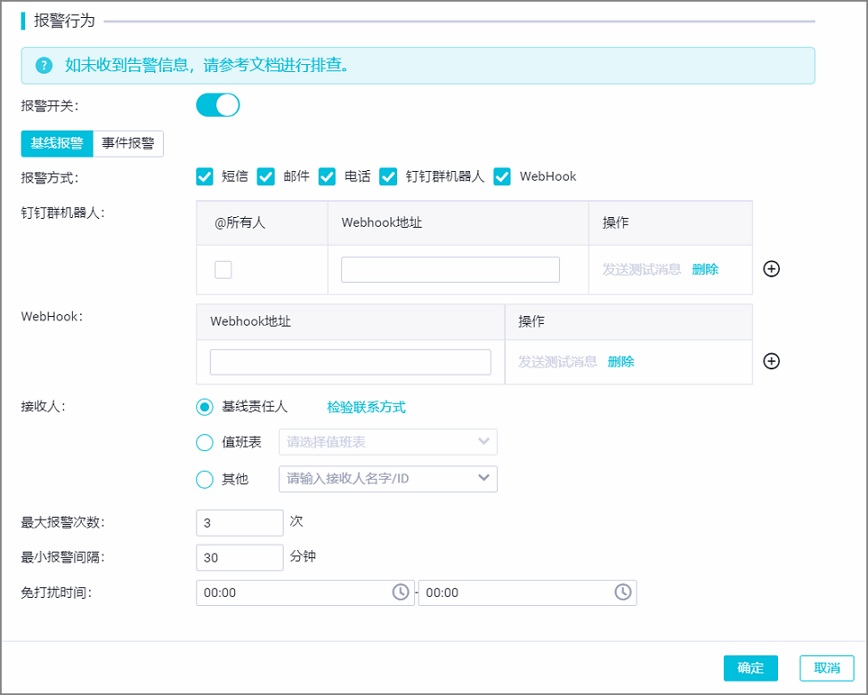 报警行为
如未收到告警信息，请参考文档进行排查。
报警开关：
基线报警 事件报警
报警方式： 短信 邮件 电话 钉钉群机器人 WebHook
钉钉群机器人： @所有人 Webhook地址 操作
发送测试消息 删除
WebHook： Webhook地址 操作
发送测试消息 删除
接收人： 基线责任人 检验联系方式
值班表 请选择值班表
其他 请输入接收人名字/ID
最大报警次数： 3 次
最小报警间隔： 30 分钟
免打扰时间： 00:00 - 00:00
确定 取消